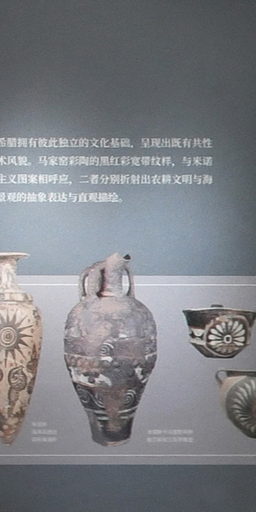 希腊拥有彼此独立的文化基础，呈现出既有共性
术风貌。马家窑彩陶的黑红彩宽带纹样，与米诺
主义图案相呼应，二者分别折射出农耕文明与海
景观的抽象表达与直观描绘。